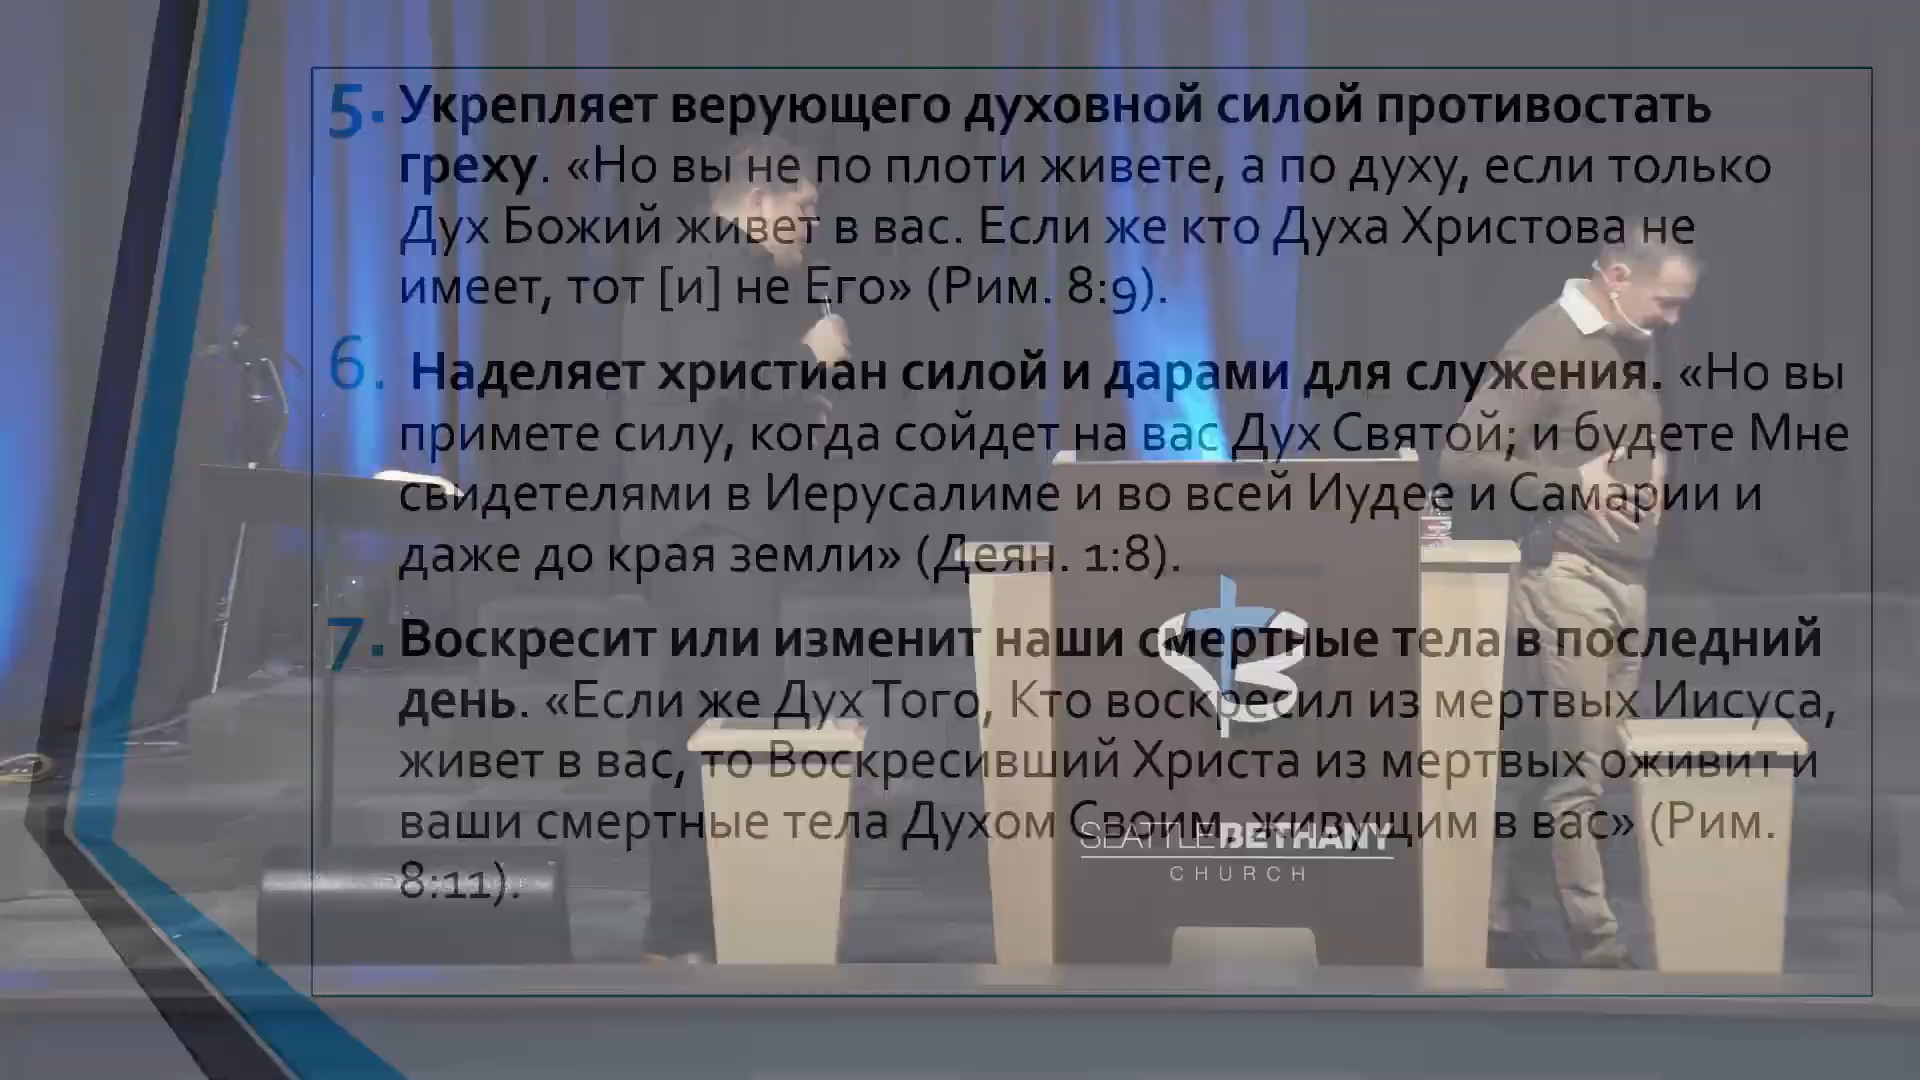 5. Укрепляет верующего духовной силой противостать
греху. «Но вы не по плоти живете, а по духу, если только
Дух Божий живет в вас. Если же кто Духа Христова не
имеет, тот [и] не Его» (Рим. 8:9).
6. Наделяет христиан силой и дарами для служения. «Но вы
примете силу, когда сойдет на вас Дух Святой; и будете Мне
свидетелями в Иерусалиме и во всей Иудее и Самарии и
даже до края земли» (Деян. 1:8).
7. Воскресит или изменит наши смертные тела в последний
день. «Если же Дух Того, Кто воскресил из мертвых Иисуса,
живет в вас, то Воскресивший Христа из мертвых оживит и
ваши смертные тела Духом Своим, живущим в вас» (Рим.
8:11).
SEATTLE BETHANY
CHURCH